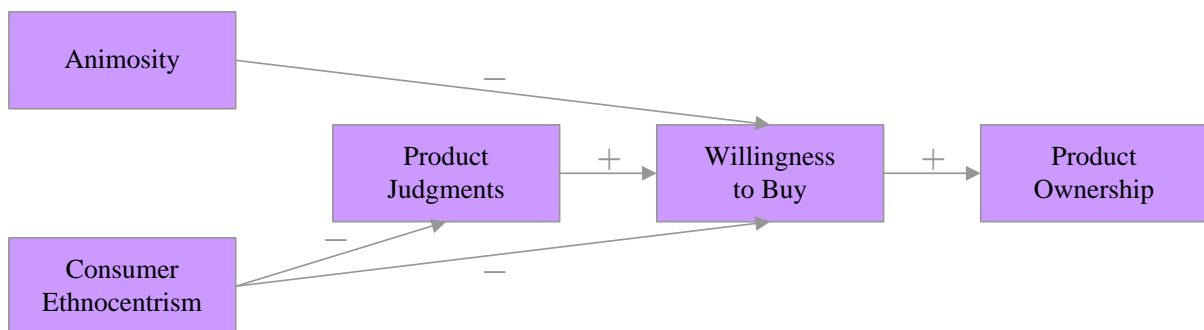 Animosity
−
Product
Judgments
+
Willingness
to Buy
+
Product
Ownership
−
−
Consumer
Ethnocentrism